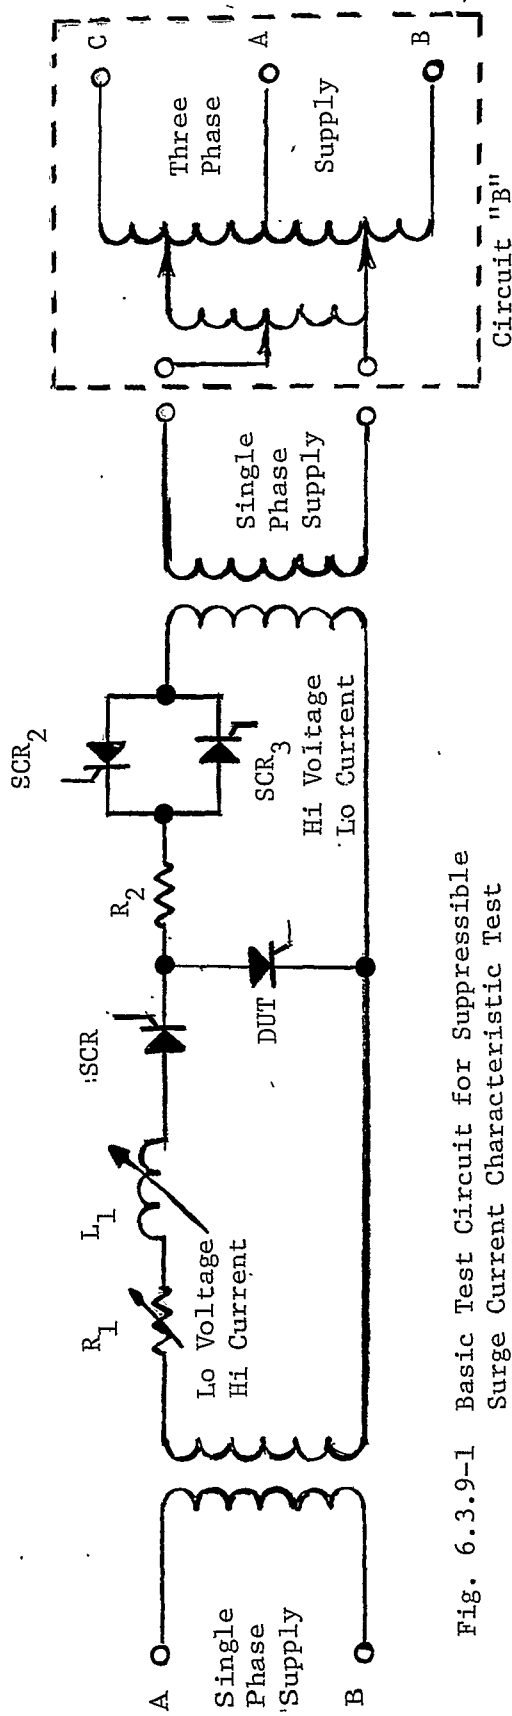 A
Single
Phase
Supply
B
R1
L1
Lo Voltage
Hi Current
SCR
DUT
R2
SCR2
SCR3
Hi Voltage
Lo Current
Single
Phase
Supply
C
A
B
Three
Phase
Supply
Circuit "B"
Fig. 6.3.9-1 Basic Test Circuit for Suppressible
Surge Current Characteristic Test